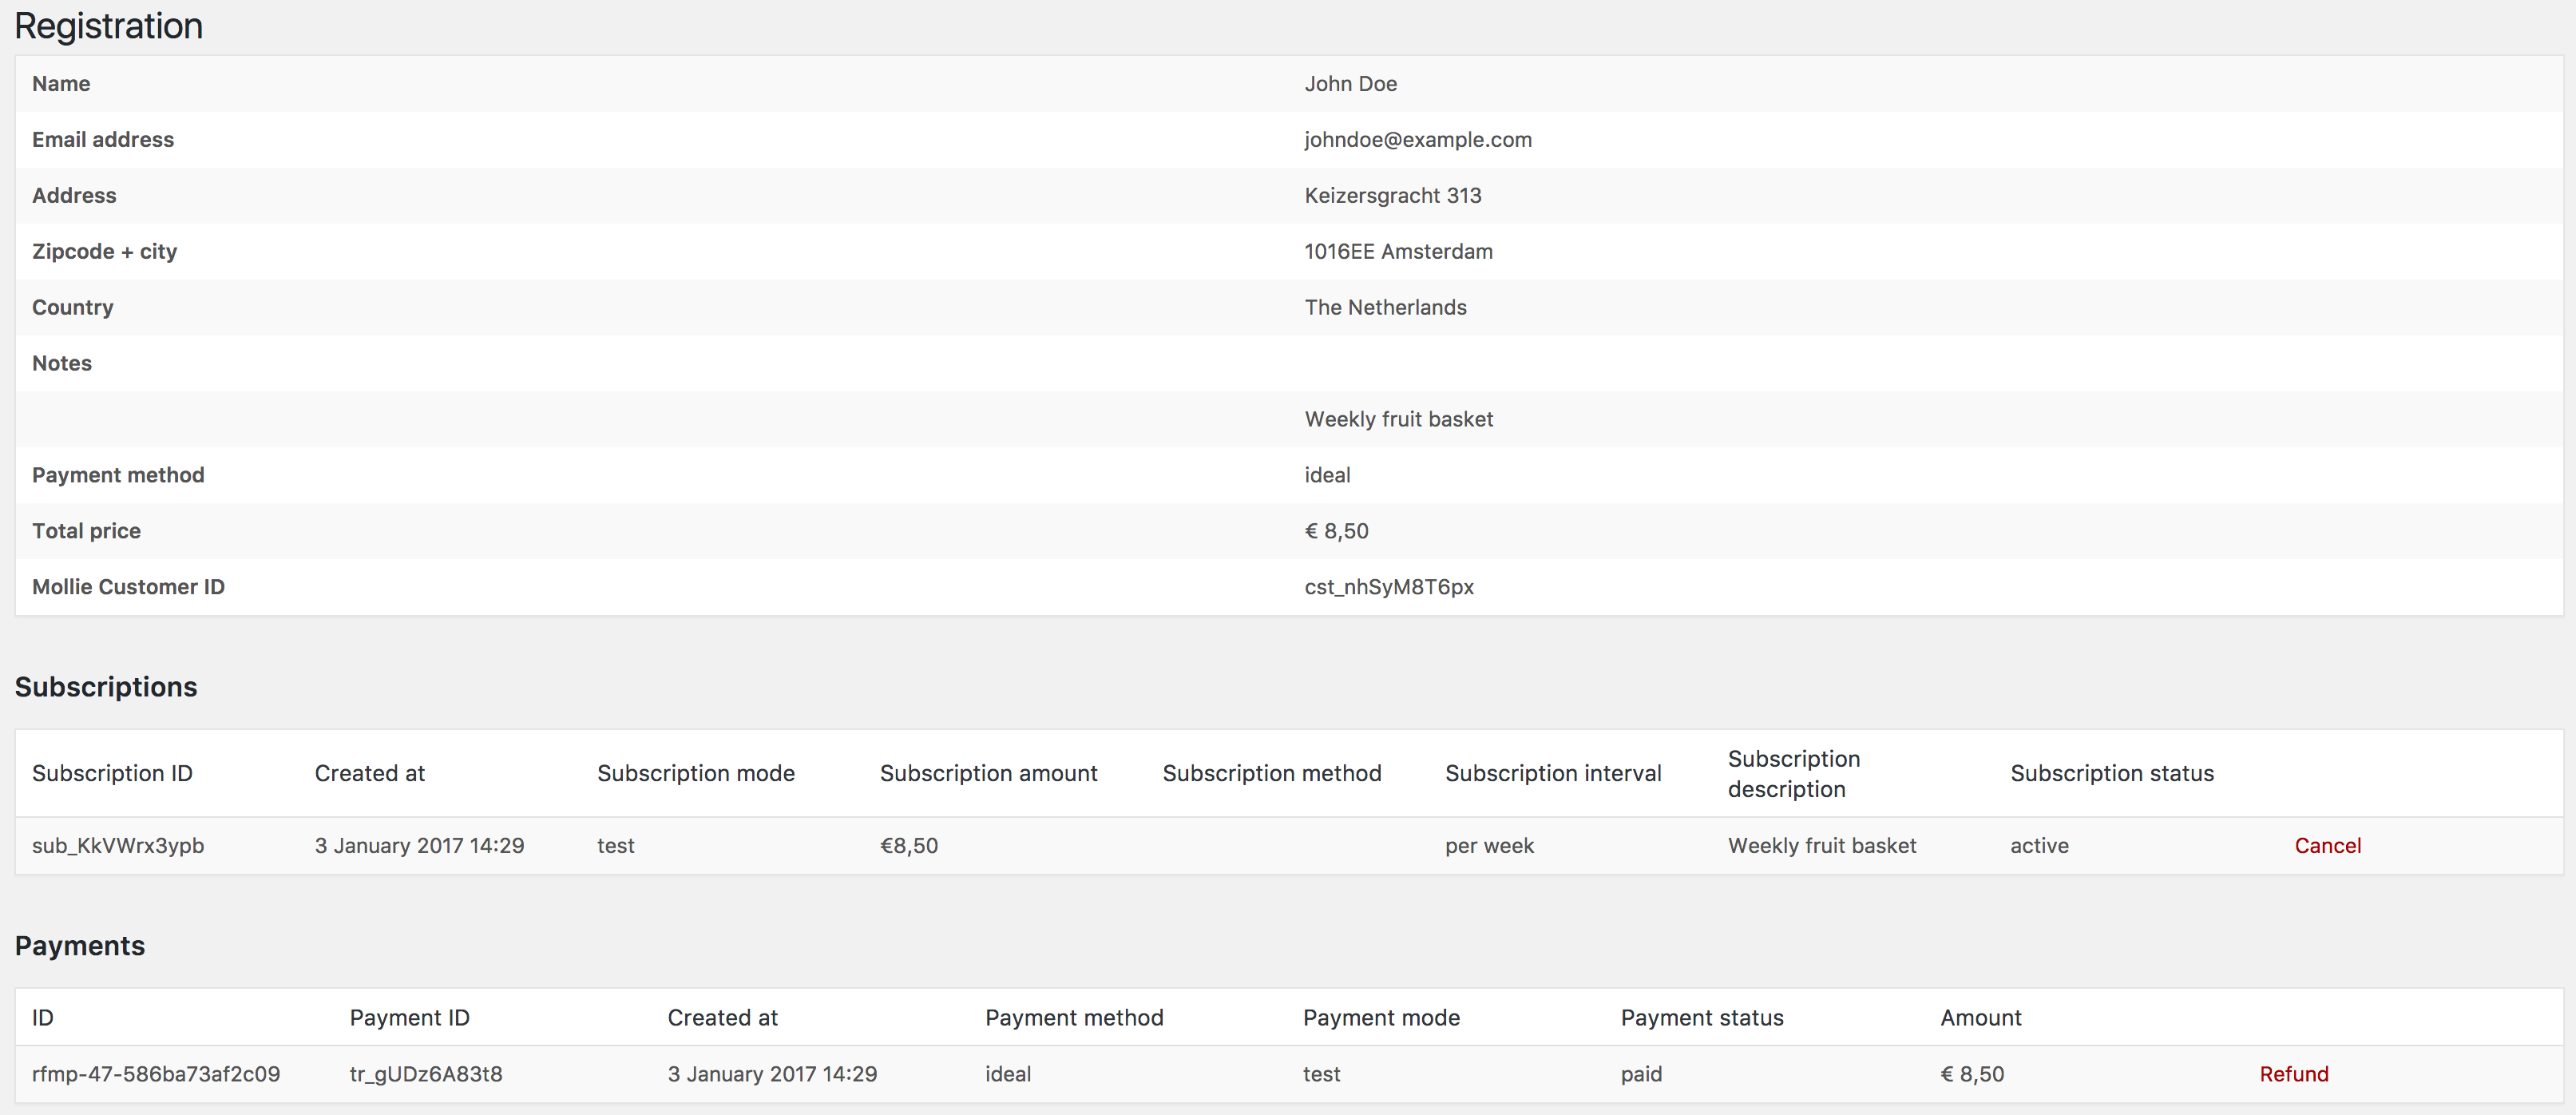 Registration
Name John Doe
Email address johndoe@example.com
Address Keizersgracht 313
Zipcode + city 1016EE Amsterdam
Country The Netherlands
Notes
Weekly fruit basket
Payment method ideal
Total price € 8,50
Mollie Customer ID cst_nhSyM8T6px
Subscriptions
Subscription ID Created at Subscription mode Subscription amount Subscription method Subscription interval Subscription description Subscription status
sub_KkVWrx3ypb 3 January 2017 14:29 test €8,50 per week Weekly fruit basket active Cancel
Payments
ID Payment ID Created at Payment method Payment mode Payment status Amount
rfmp-47-586ba73af2c09 tr_gUDz6A83t8 3 January 2017 14:29 ideal test paid € 8,50 Refund